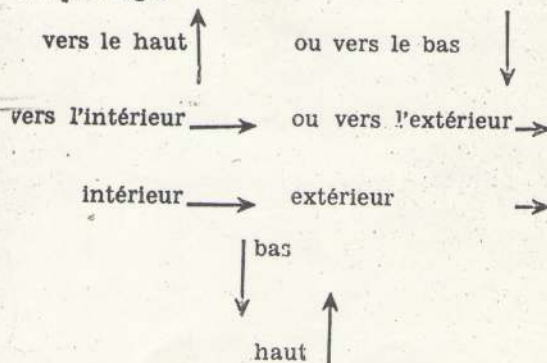 vers le haut ou vers le bas
vers l'intérieur ou vers l'extérieur
intérieur extérieur
bas
haut